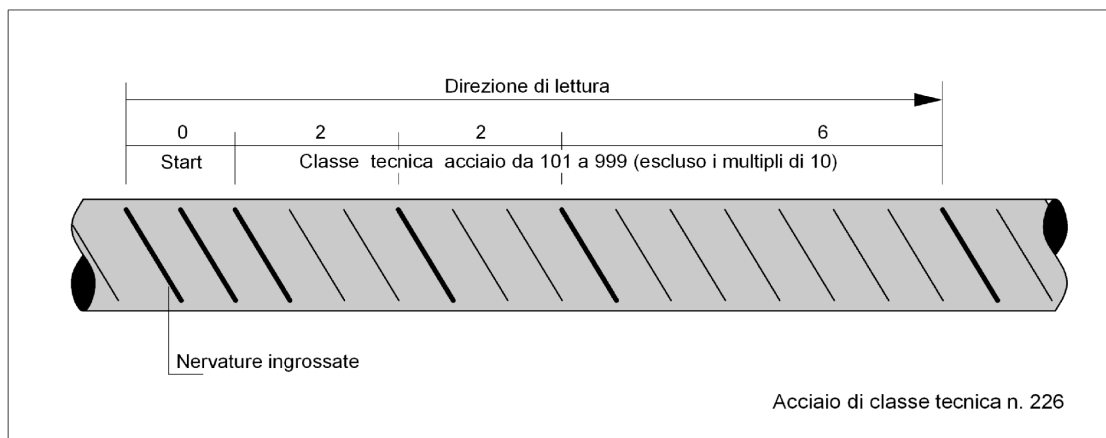 Direzione di lettura
0 2 2 6
Start Classe tecnica acciaio da 101 a 999 (escluso i multipli di 10)
Nervature ingrossate
Acciaio di classe tecnica n. 226